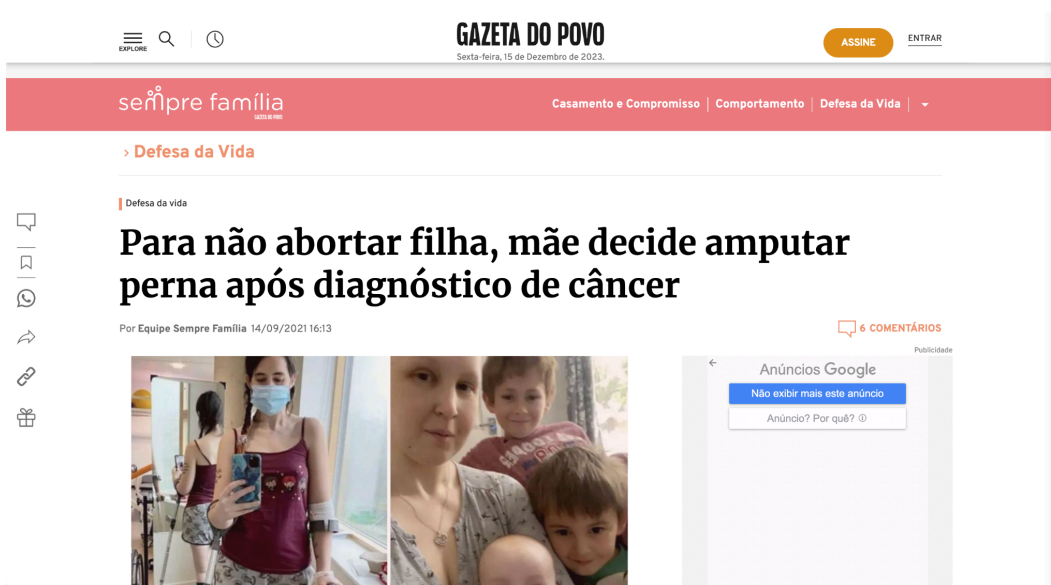 EXPLORE
GAZETA DO POVO
Sexta-feira, 15 de Dezembro de 2023.
ASSINE
ENTRAR
sempre família
GAZETA DO POVO
Casamento e Compromisso | Comportamento | Defesa da Vida |
› Defesa da Vida
Defesa da vida
Para não abortar filha, mãe decide amputar
perna após diagnóstico de câncer
Por Equipe Sempre Família 14/09/2021 16:13
6 COMENTÁRIOS
Publicidade
Anúncios Google
Não exibir mais este anúncio
Anúncio? Por quê?